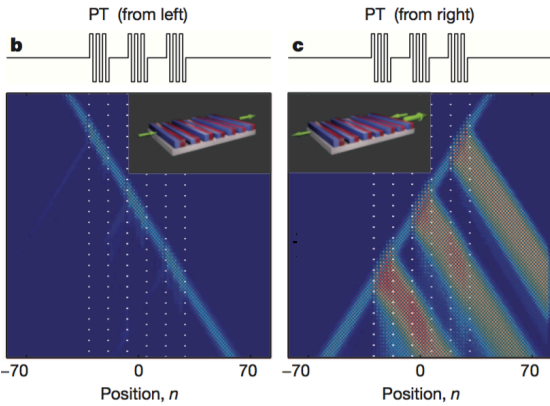 PT (from left)
b
−70
0
70
Position, n
PT (from right)
c
−70
0
70
Position, n